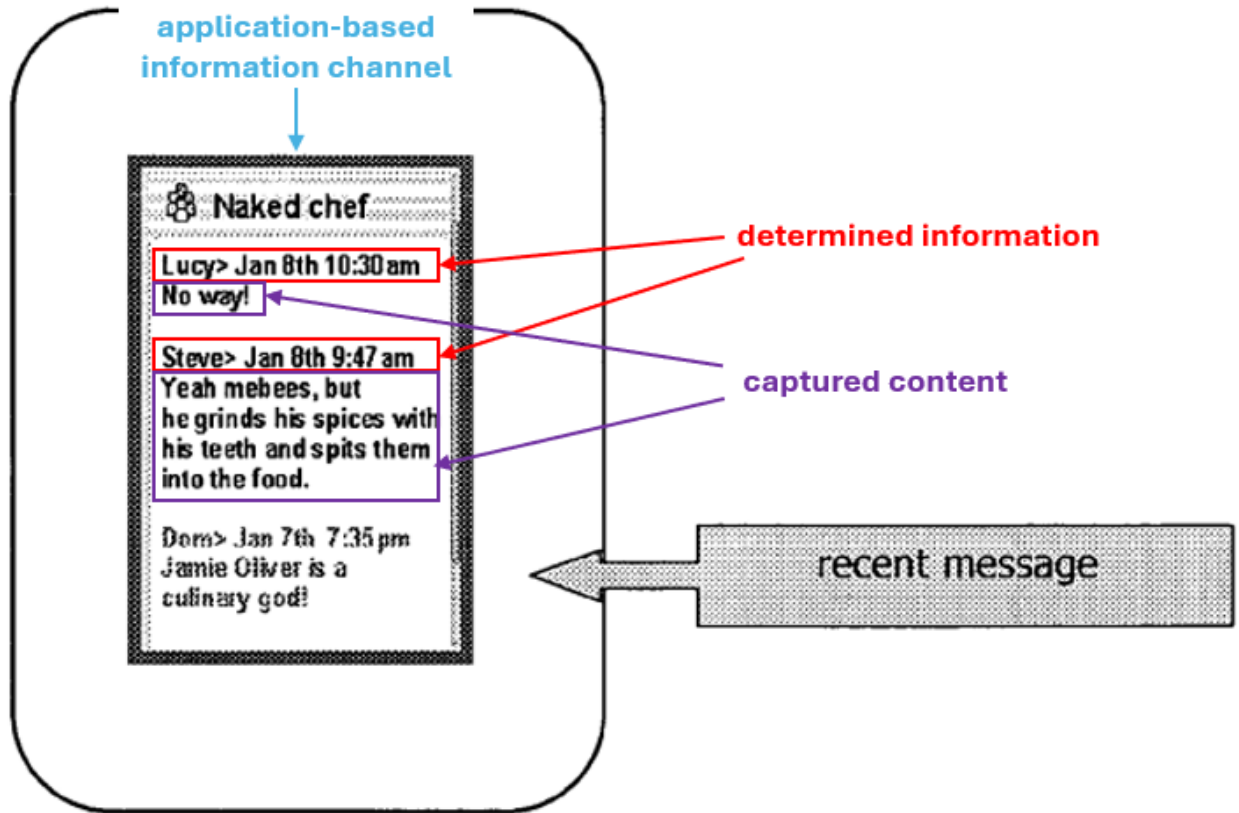 application-based
information channel
Naked chef
Lucy> Jan 8th 10:30 am
No way!
Steve> Jan 8th 9:47 am
Yeah mebees, but
he grinds his spices with
his teeth and spits them
into the food.
Dom> Jan 7th 7:35 pm
Jamie Oliver is a
culinary god!
determined information
captured content
recent message